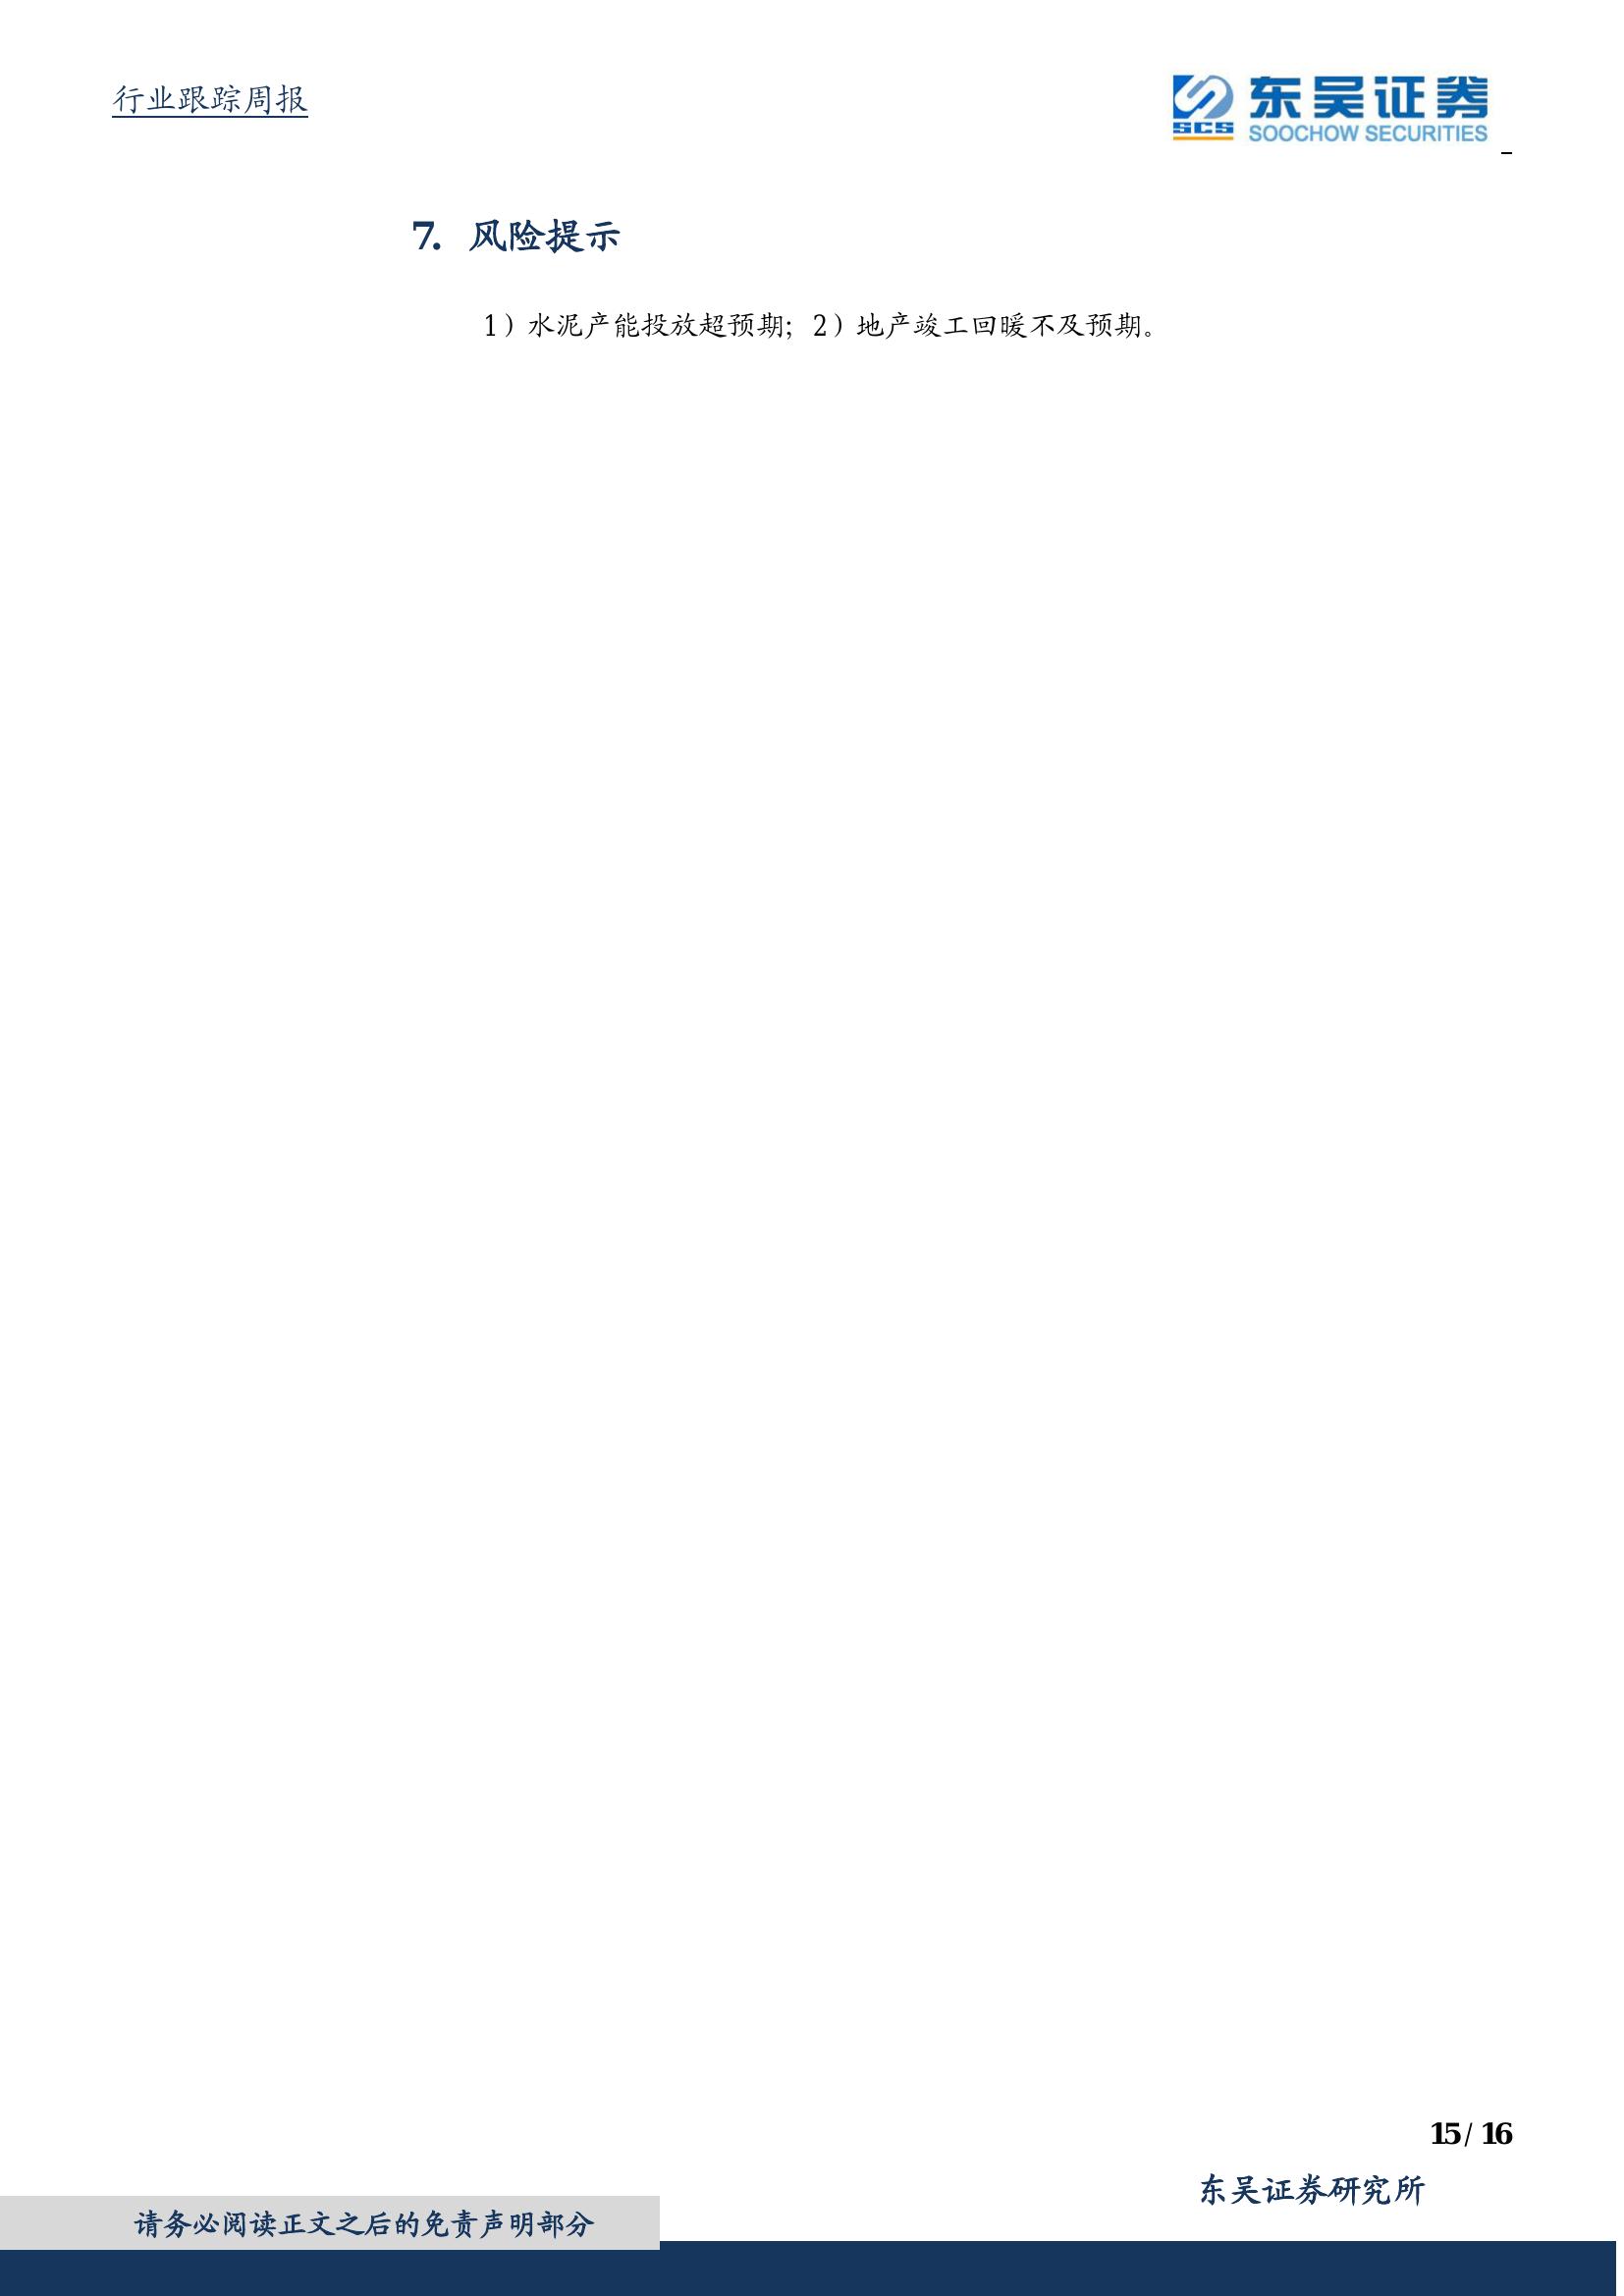 行业跟踪周报
东吴证券
SCS
SOOCHOW SECURITIES
7. 风险提示
1）水泥产能投放超预期；2）地产竣工回暖不及预期。
15 / 16
东吴证券研究所
请务必阅读正文之后的免责声明部分